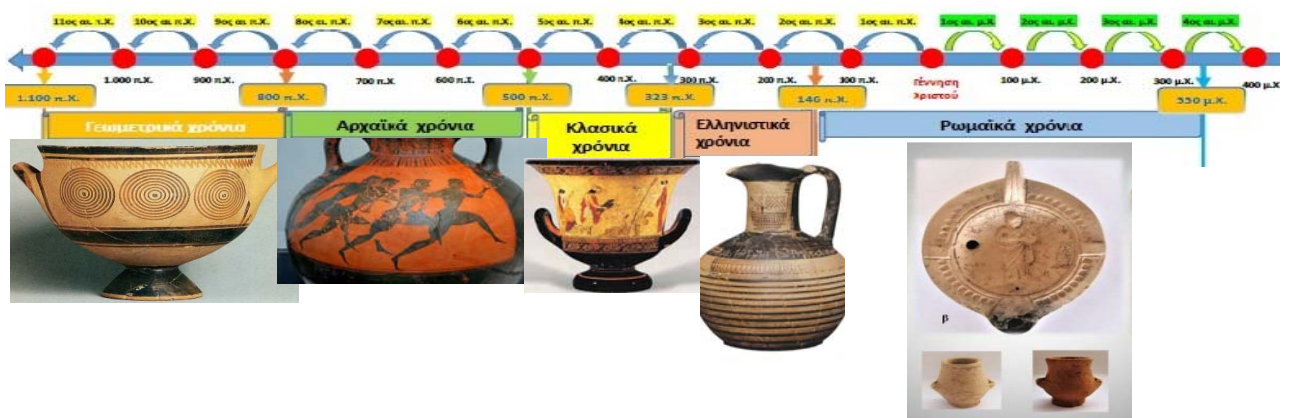 11ος αι. π.Χ. 10ος αι. π.Χ. 9ος αι. π.Χ. 8ος αι. π.Χ. 7ος αι. π.Χ. 6ος αι. π.Χ. 5ος αι. π.Χ. 4ος αι. π.Χ. 3ος αι. π.Χ. 2ος αι. π.Χ. 1ος αι. π.Χ. 1ος αι. μ.Χ. 2ος αι. μ.Χ. 3ος αι. μ.Χ. 4ος αι. μ.Χ.
1.000 π.Χ. 900 π.Χ. 700 π.Χ. 600 π.Χ. 400 π.Χ. 300 π.Χ. 200 π.Χ. 100 π.Χ. Γέννηση 100 μ.Χ. 200 μ.Χ. 300 μ.Χ. 400 μ.Χ.
Χριστού
1.100 π.Χ. 800 π.Χ. 500 π.Χ. 323 π.Χ. 146 π.Χ. 330 μ.Χ.
Γεωμετρικά χρόνια
Αρχαϊκά χρόνια
Κλασικά
χρόνια
Ελληνιστικά
χρόνια
Ρωμαϊκά χρόνια
β